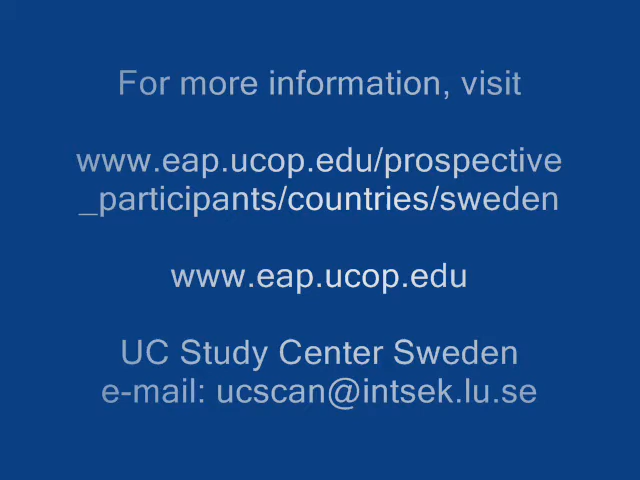 For more information, visit
www.eap.ucop.edu/prospective
_participants/countries/sweden
www.eap.ucop.edu
UC Study Center Sweden
e-mail: ucscan@intsek.lu.se